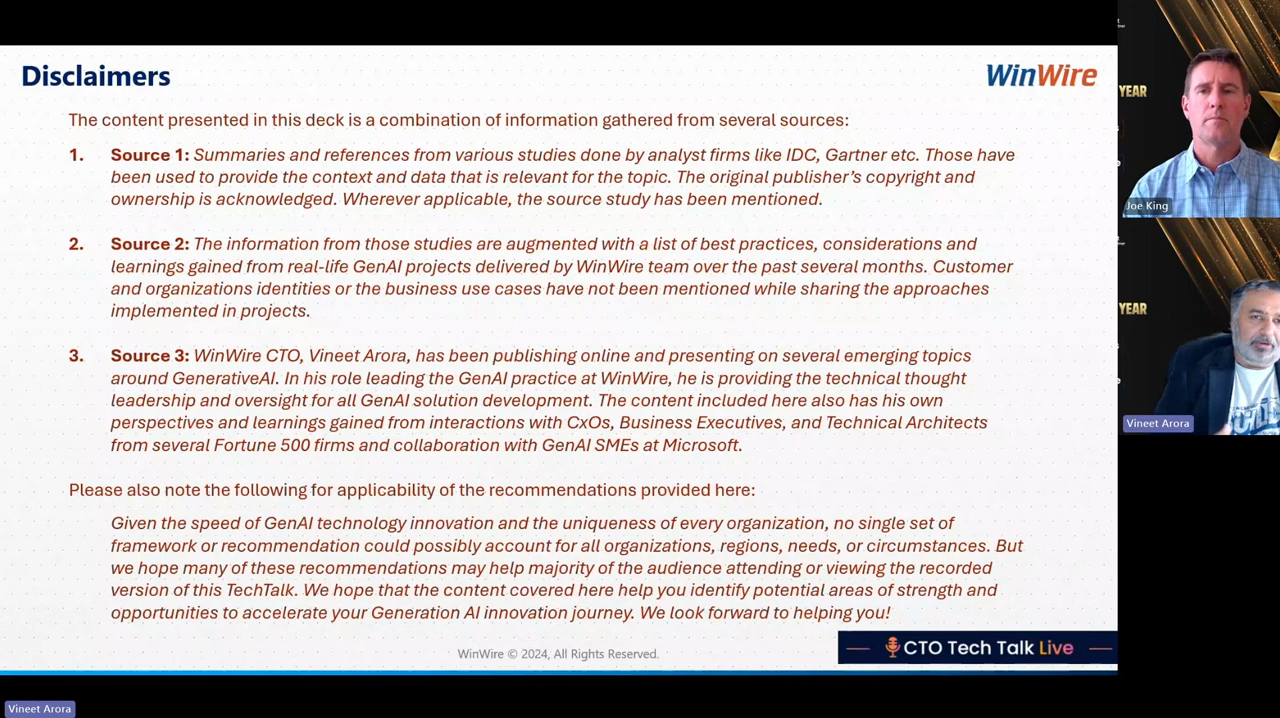 Disclaimers
WinWire
The content presented in this deck is a combination of information gathered from several sources:
1. Source 1: Summaries and references from various studies done by analyst firms like IDC, Gartner etc. Those have
been used to provide the context and data that is relevant for the topic. The original publisher's copyright and
ownership is acknowledged. Wherever applicable, the source study has been mentioned.
2. Source 2: The information from those studies are augmented with a list of best practices, considerations and
learnings gained from real-life GenAI projects delivered by WinWire team over the past several months. Customer
and organizations identities or the business use cases have not been mentioned while sharing the approaches
implemented in projects.
3. Source 3: WinWire CTO, Vineet Arora, has been publishing online and presenting on several emerging topics
around GenerativeAI. In his role leading the GenAI practice at WinWire, he is providing the technical thought
leadership and oversight for all GenAI solution development. The content included here also has his own
perspectives and learnings gained from interactions with CxOs, Business Executives, and Technical Architects
from several Fortune 500 firms and collaboration with GenAI SMEs at Microsoft.
Please also note the following for applicability of the recommendations provided here:
Given the speed of GenAI technology innovation and the uniqueness of every organization, no single set of
framework or recommendation could possibly account for all organizations, regions, needs, or circumstances. But
we hope many of these recommendations may help majority of the audience attending or viewing the recorded
version of this TechTalk. We hope that the content covered here help you identify potential areas of strength and
opportunities to accelerate your Generation AI innovation journey. We look forward to helping you!
WinWire © 2024, All Rights Reserved.
CTO Tech Talk Live
YEAR
Joe King
YEAR
Vineet Arora
Vineet Arora